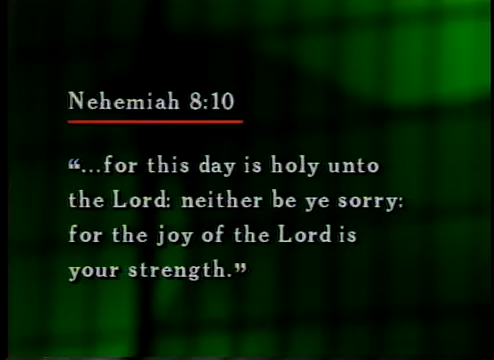 Nehemiah 8:10
“...for this day is holy unto
the Lord: neither be ye sorry:
for the joy of the Lord is
your strength.”